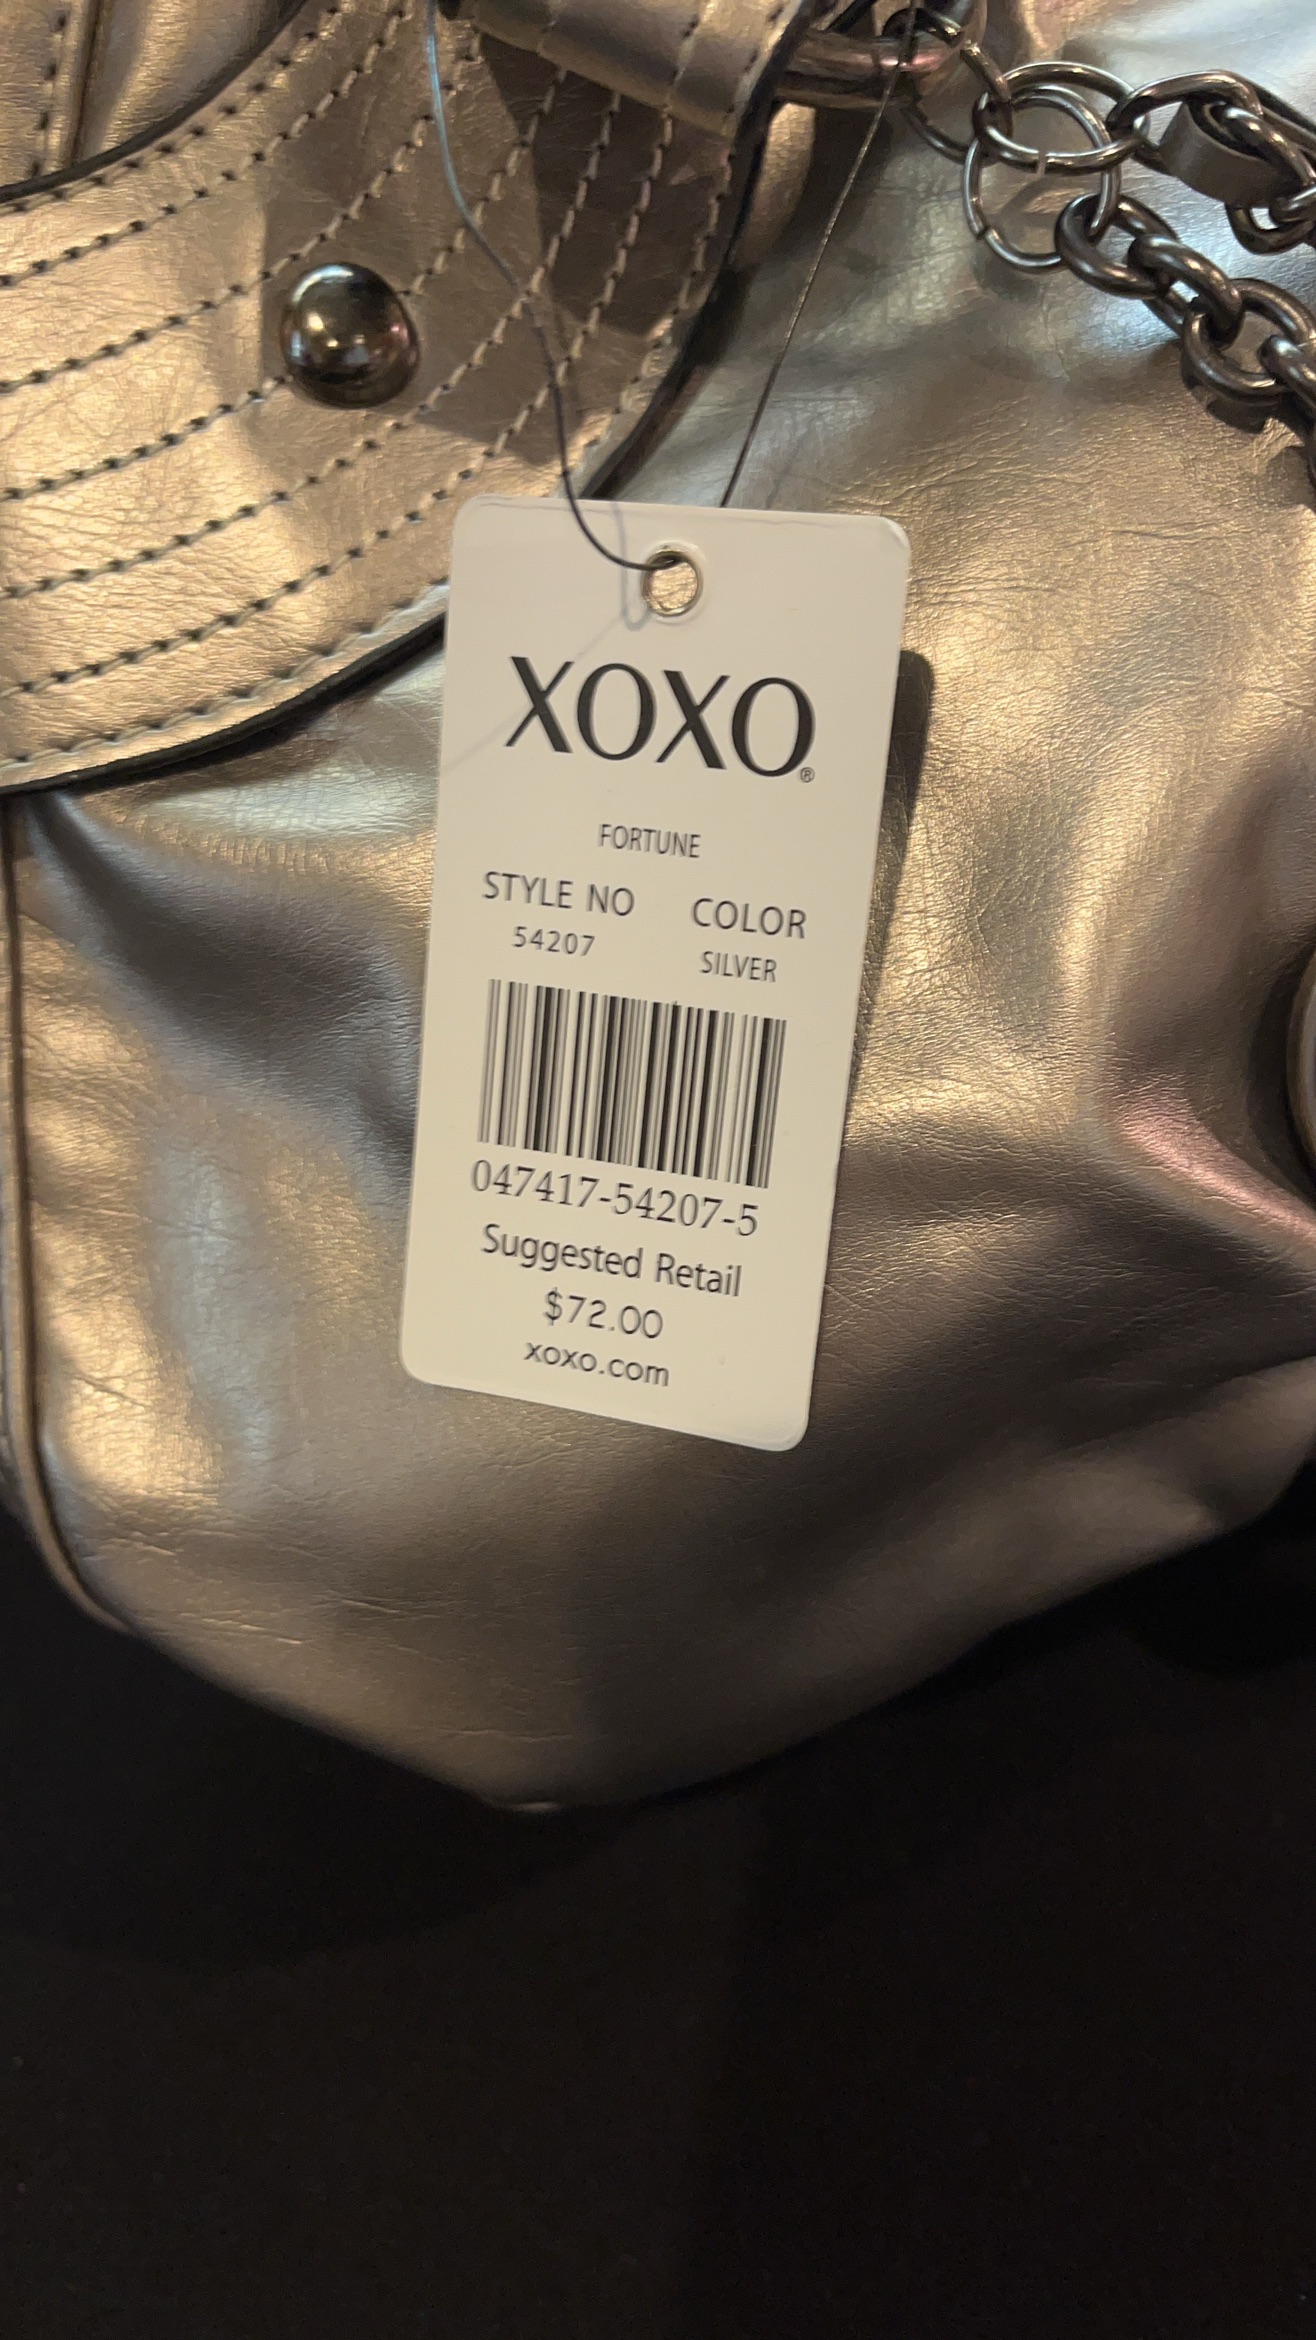 XOXO®
FORTUNE
STYLE NO COLOR
54207 SILVER
047417-54207-5
Suggested Retail
$72.00
xoxo.com